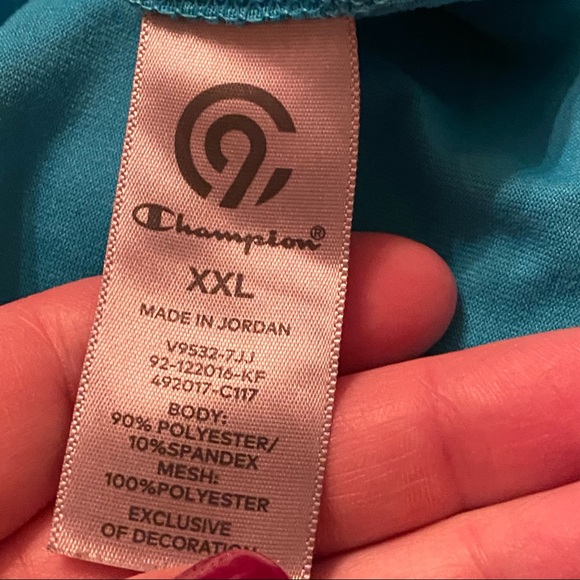 C9
Champion®
XXL
MADE IN JORDAN
V9532-7JJ
92-122016-KF
492017-C117
BODY:
90% POLYESTER/
10%SPANDEX
MESH:
100%POLYESTER
EXCLUSIVE
OF DECORATION